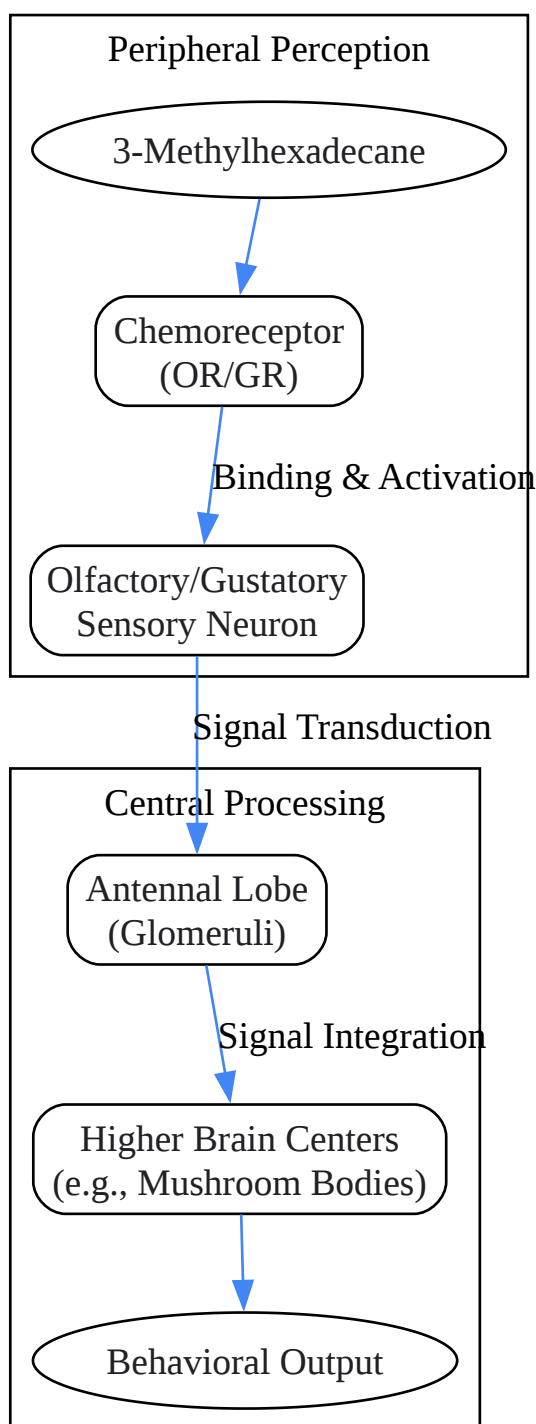 Peripheral Perception
3-Methylhexadecane
Chemoreceptor
(OR/GR)
Binding & Activation
Olfactory/Gustatory
Sensory Neuron
Signal Transduction
Central Processing
Antennal Lobe
(Glomeruli)
Signal Integration
Higher Brain Centers
(e.g., Mushroom Bodies)
Behavioral Output